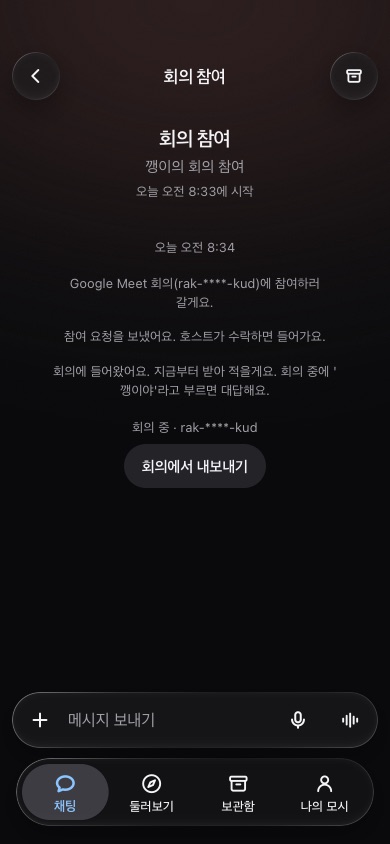 회의 참여
회의 참여
깽이의 회의 참여
오늘 오전 8:33에 시작
오늘 오전 8:34
Google Meet 회의(rak-****-kud)에 참여하러
갈게요.
참여 요청을 보냈어요. 호스트가 수락하면 들어가요.
회의에 들어왔어요. 지금부터 받아 적을게요. 회의 중에 '
깽이야'라고 부르면 대답해요.
회의 중 · rak-****-kud
회의에서 내보내기
메시지 보내기
채팅
둘러보기
보관함
나의 모시